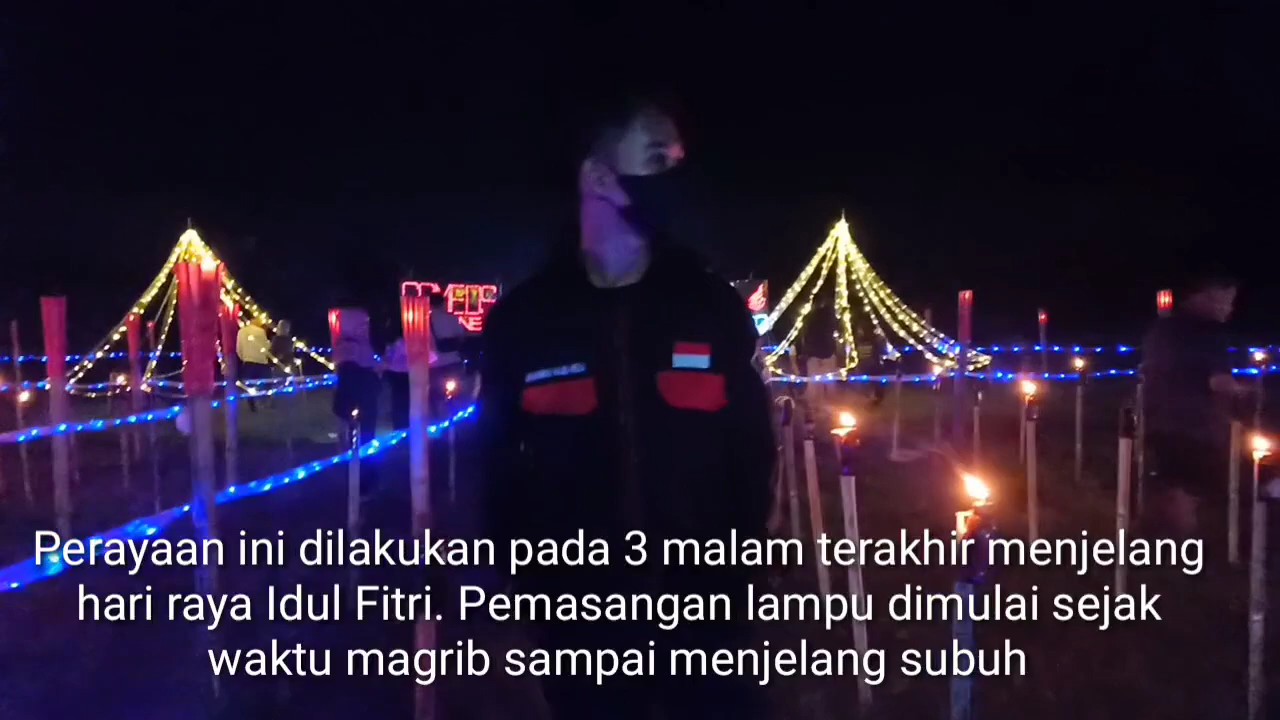 Perayaan ini dilakukan pada 3 malam terakhir menjelang
hari raya Idul Fitri. Pemasangan lampu dimulai sejak
waktu magrib sampai menjelang subuh